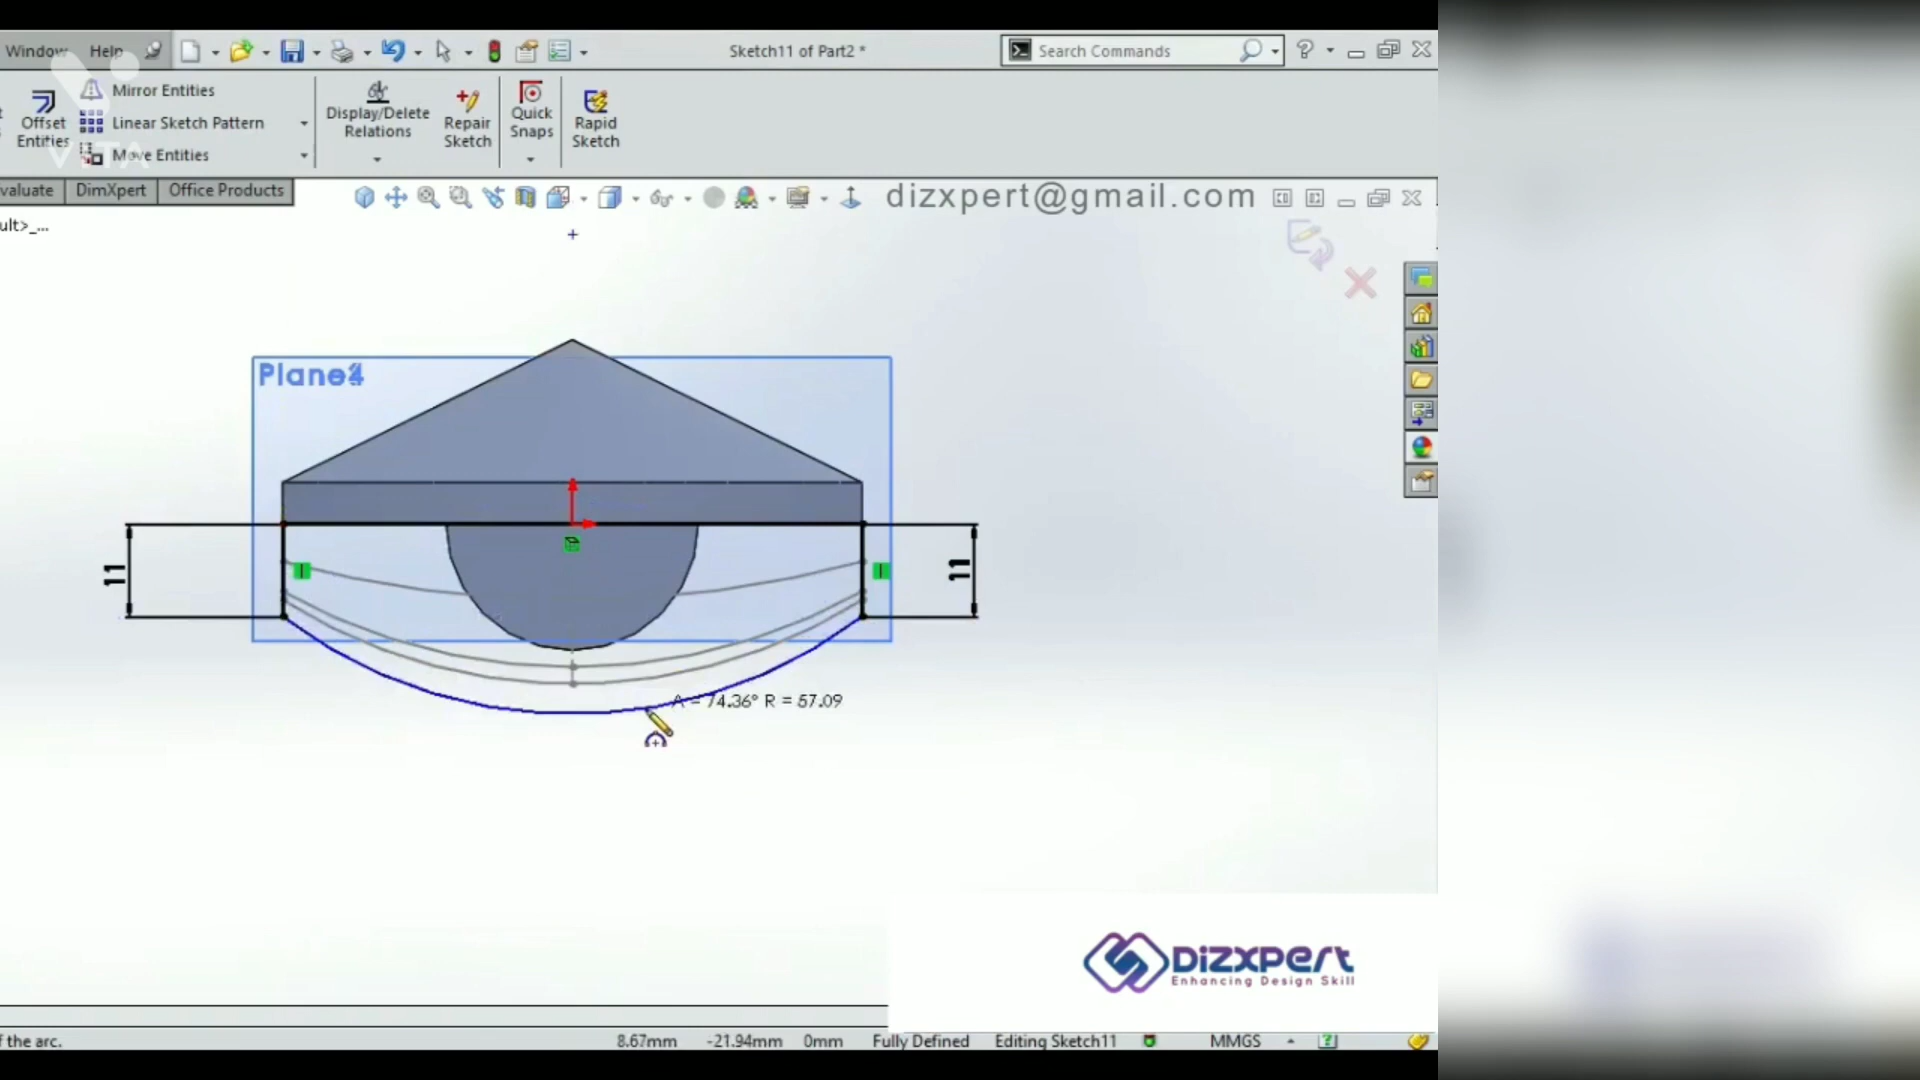 Window Help
Sketch11 of Part2 *
Search Commands
Offset
Entities
Mirror Entities
Linear Sketch Pattern
Move Entities
VITA
Display/Delete
Relations
Repair
Sketch
Quick
Snaps
Rapid
Sketch
valuate
DimXpert
Office Products
dizxpert@gmail.com
ult>_...
11
11
A = 74.36° R = 57.09
Dizxpert
Enhancing Design Skill
f the arc.
8.67mm -21.94mm 0mm Fully Defined Editing Sketch11 MMGS